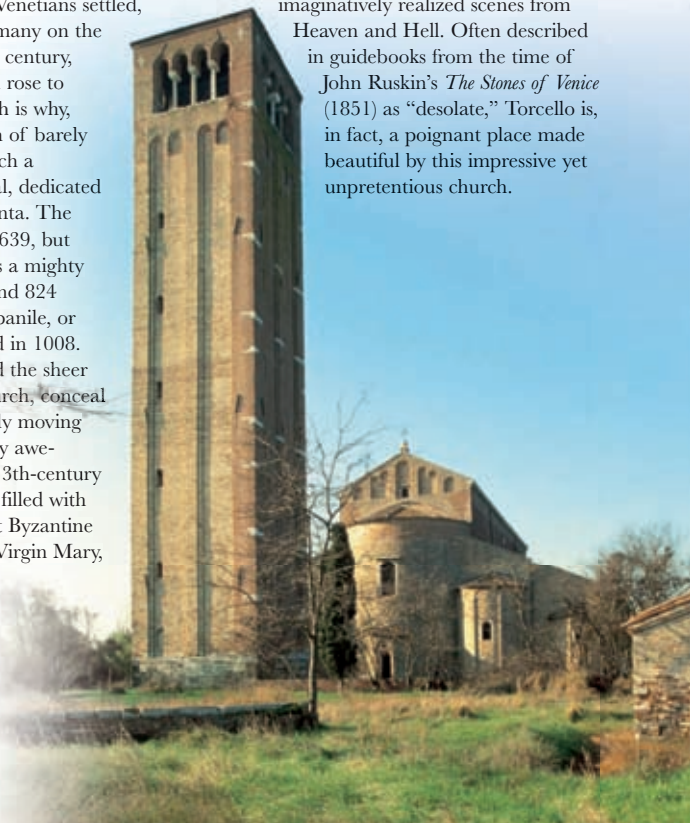 Venetians settled,
many on the
century,
rose to
h is why,
n of barely
ch a
l, dedicated
nta. The
639, but
s a mighty
nd 824
panile, or
d in 1008.
d the sheer
rch, conceal
ly moving
y awe-
3th-century
filled with
t Byzantine
Virgin Mary,
imaginatively realized scenes from
Heaven and Hell. Often described
in guidebooks from the time of
John Ruskin’s The Stones of Venice
(1851) as “desolate,” Torcello is,
in fact, a poignant place made
beautiful by this impressive yet
unpretentious church.